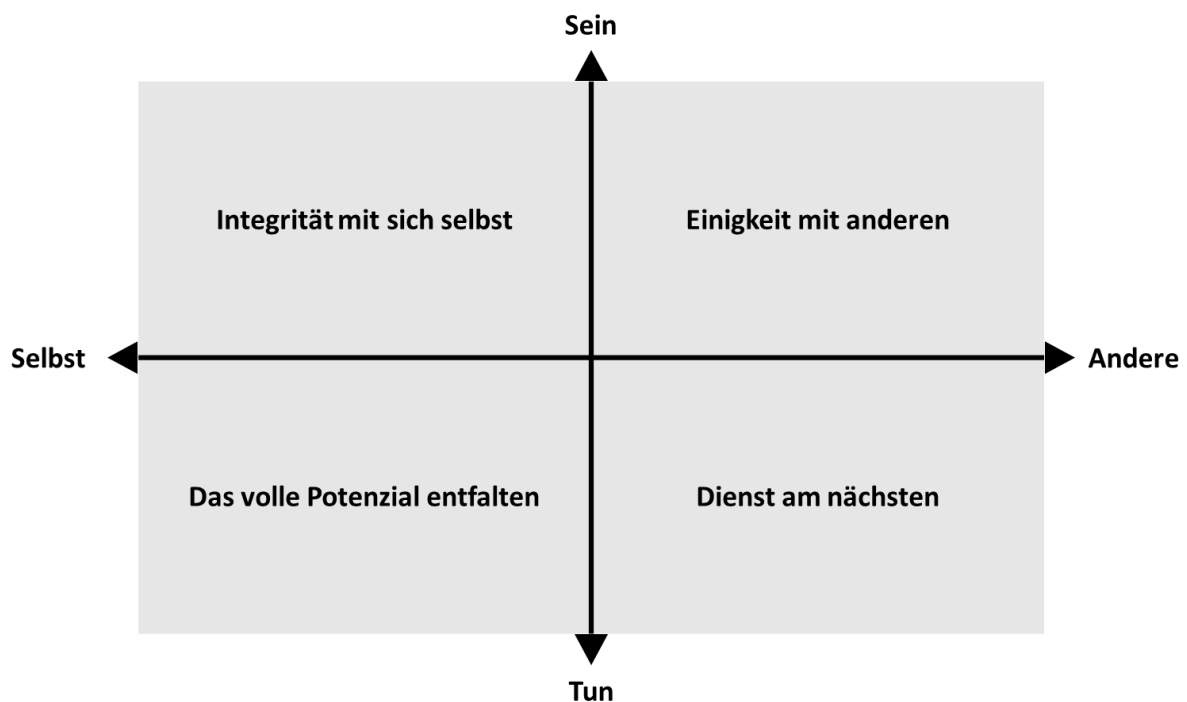 Sein
Integrität mit sich selbst
Einigkeit mit anderen
Selbst
Andere
Das volle Potenzial entfalten
Dienst am nächsten
Tun